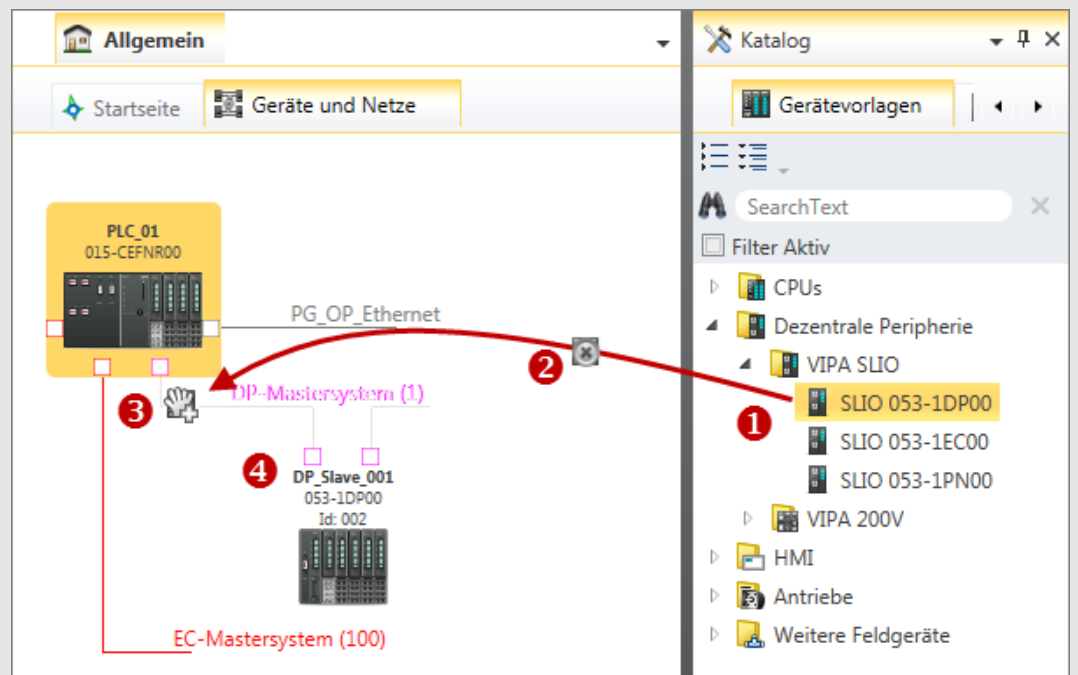 Allgemein
Startseite
Geräte und Netze
PLC_01
015-CEFNR00
PG_OP_Ethernet
2
3
DP-Mastersystem (1)
4
DP_Slave_001
053-1DP00
Id: 002
EC-Mastersystem (100)
Katalog
Gerätevorlagen
SearchText
Filter Aktiv
CPUs
Dezentrale Peripherie
VIPA SLIO
1
SLIO 053-1DP00
SLIO 053-1EC00
SLIO 053-1PN00
VIPA 200V
HMI
Antriebe
Weitere Feldgeräte